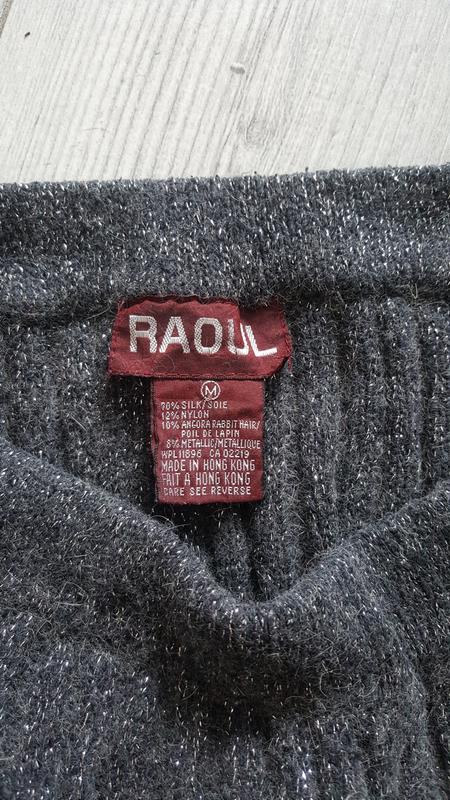 RAOUL
M
70% SILK/SOIE
12% NYLON
10% ANGORA RABBIT HAIR/
POIL DE LAPIN
8% METALLIC/METALLIQUE
WPL11896 CA 02219
MADE IN HONG KONG
FAIT A HONG KONG
CARE SEE REVERSE